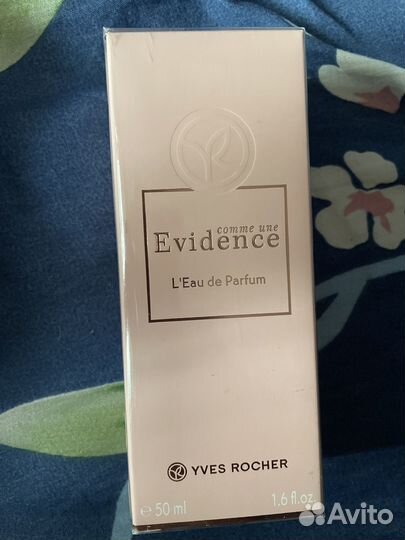 comme une
Evidence
L'Eau de Parfum
YVES ROCHER
e 50 ml 1.6 fl.oz.
Avito